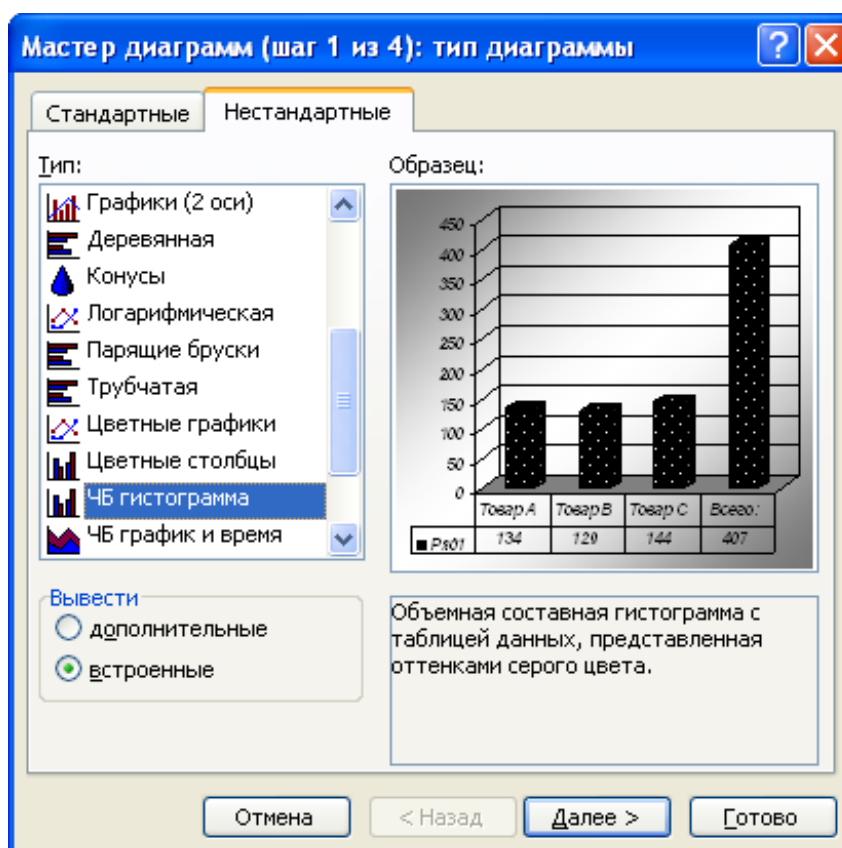 Мастер диаграмм (шаг 1 из 4): тип диаграммы
Стандартные
Нестандартные
Тип:
Графики (2 оси)
Деревянная
Конусы
Логарифмическая
Парящие бруски
Трубчатая
Цветные графики
Цветные столбцы
ЧБ гистограмма
ЧБ график и время
Образец:
450
400
350
300
250
200
150
100
50
0
Товар A Товар B Товар C Всего:
Ряд1 134 129 144 407
Вывести
дополнительные
встроенные
Объемная составная гистограмма с
таблицей данных, представленная
оттенками серого цвета.
Отмена
< Назад
Далее >
Готово